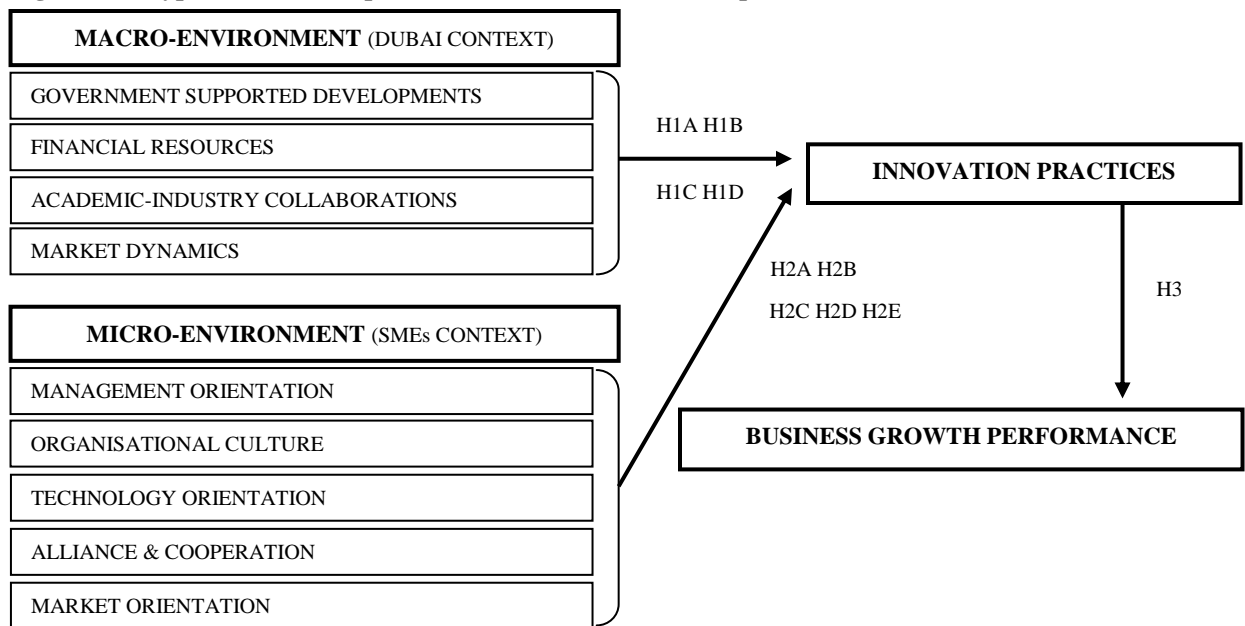 MACRO-ENVIRONMENT (DUBAI CONTEXT)
GOVERNMENT SUPPORTED DEVELOPMENTS
FINANCIAL RESOURCES
ACADEMIC-INDUSTRY COLLABORATIONS
MARKET DYNAMICS
H1A H1B
H1C H1D
INNOVATION PRACTICES
H2A H2B
H2C H2D H2E
H3
MICRO-ENVIRONMENT (SMEs CONTEXT)
MANAGEMENT ORIENTATION
ORGANISATIONAL CULTURE
TECHNOLOGY ORIENTATION
ALLIANCE & COOPERATION
MARKET ORIENTATION
BUSINESS GROWTH PERFORMANCE